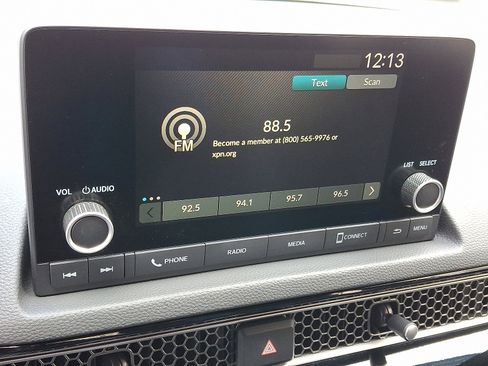 12:13
Text Scan
FM
88.5
Become a member at (800) 565-9976 or
xpn.org
LIST SELECT
VOL AUDIO
92.5 94.1 95.7 96.5
PHONE RADIO MEDIA CONNECT MENU